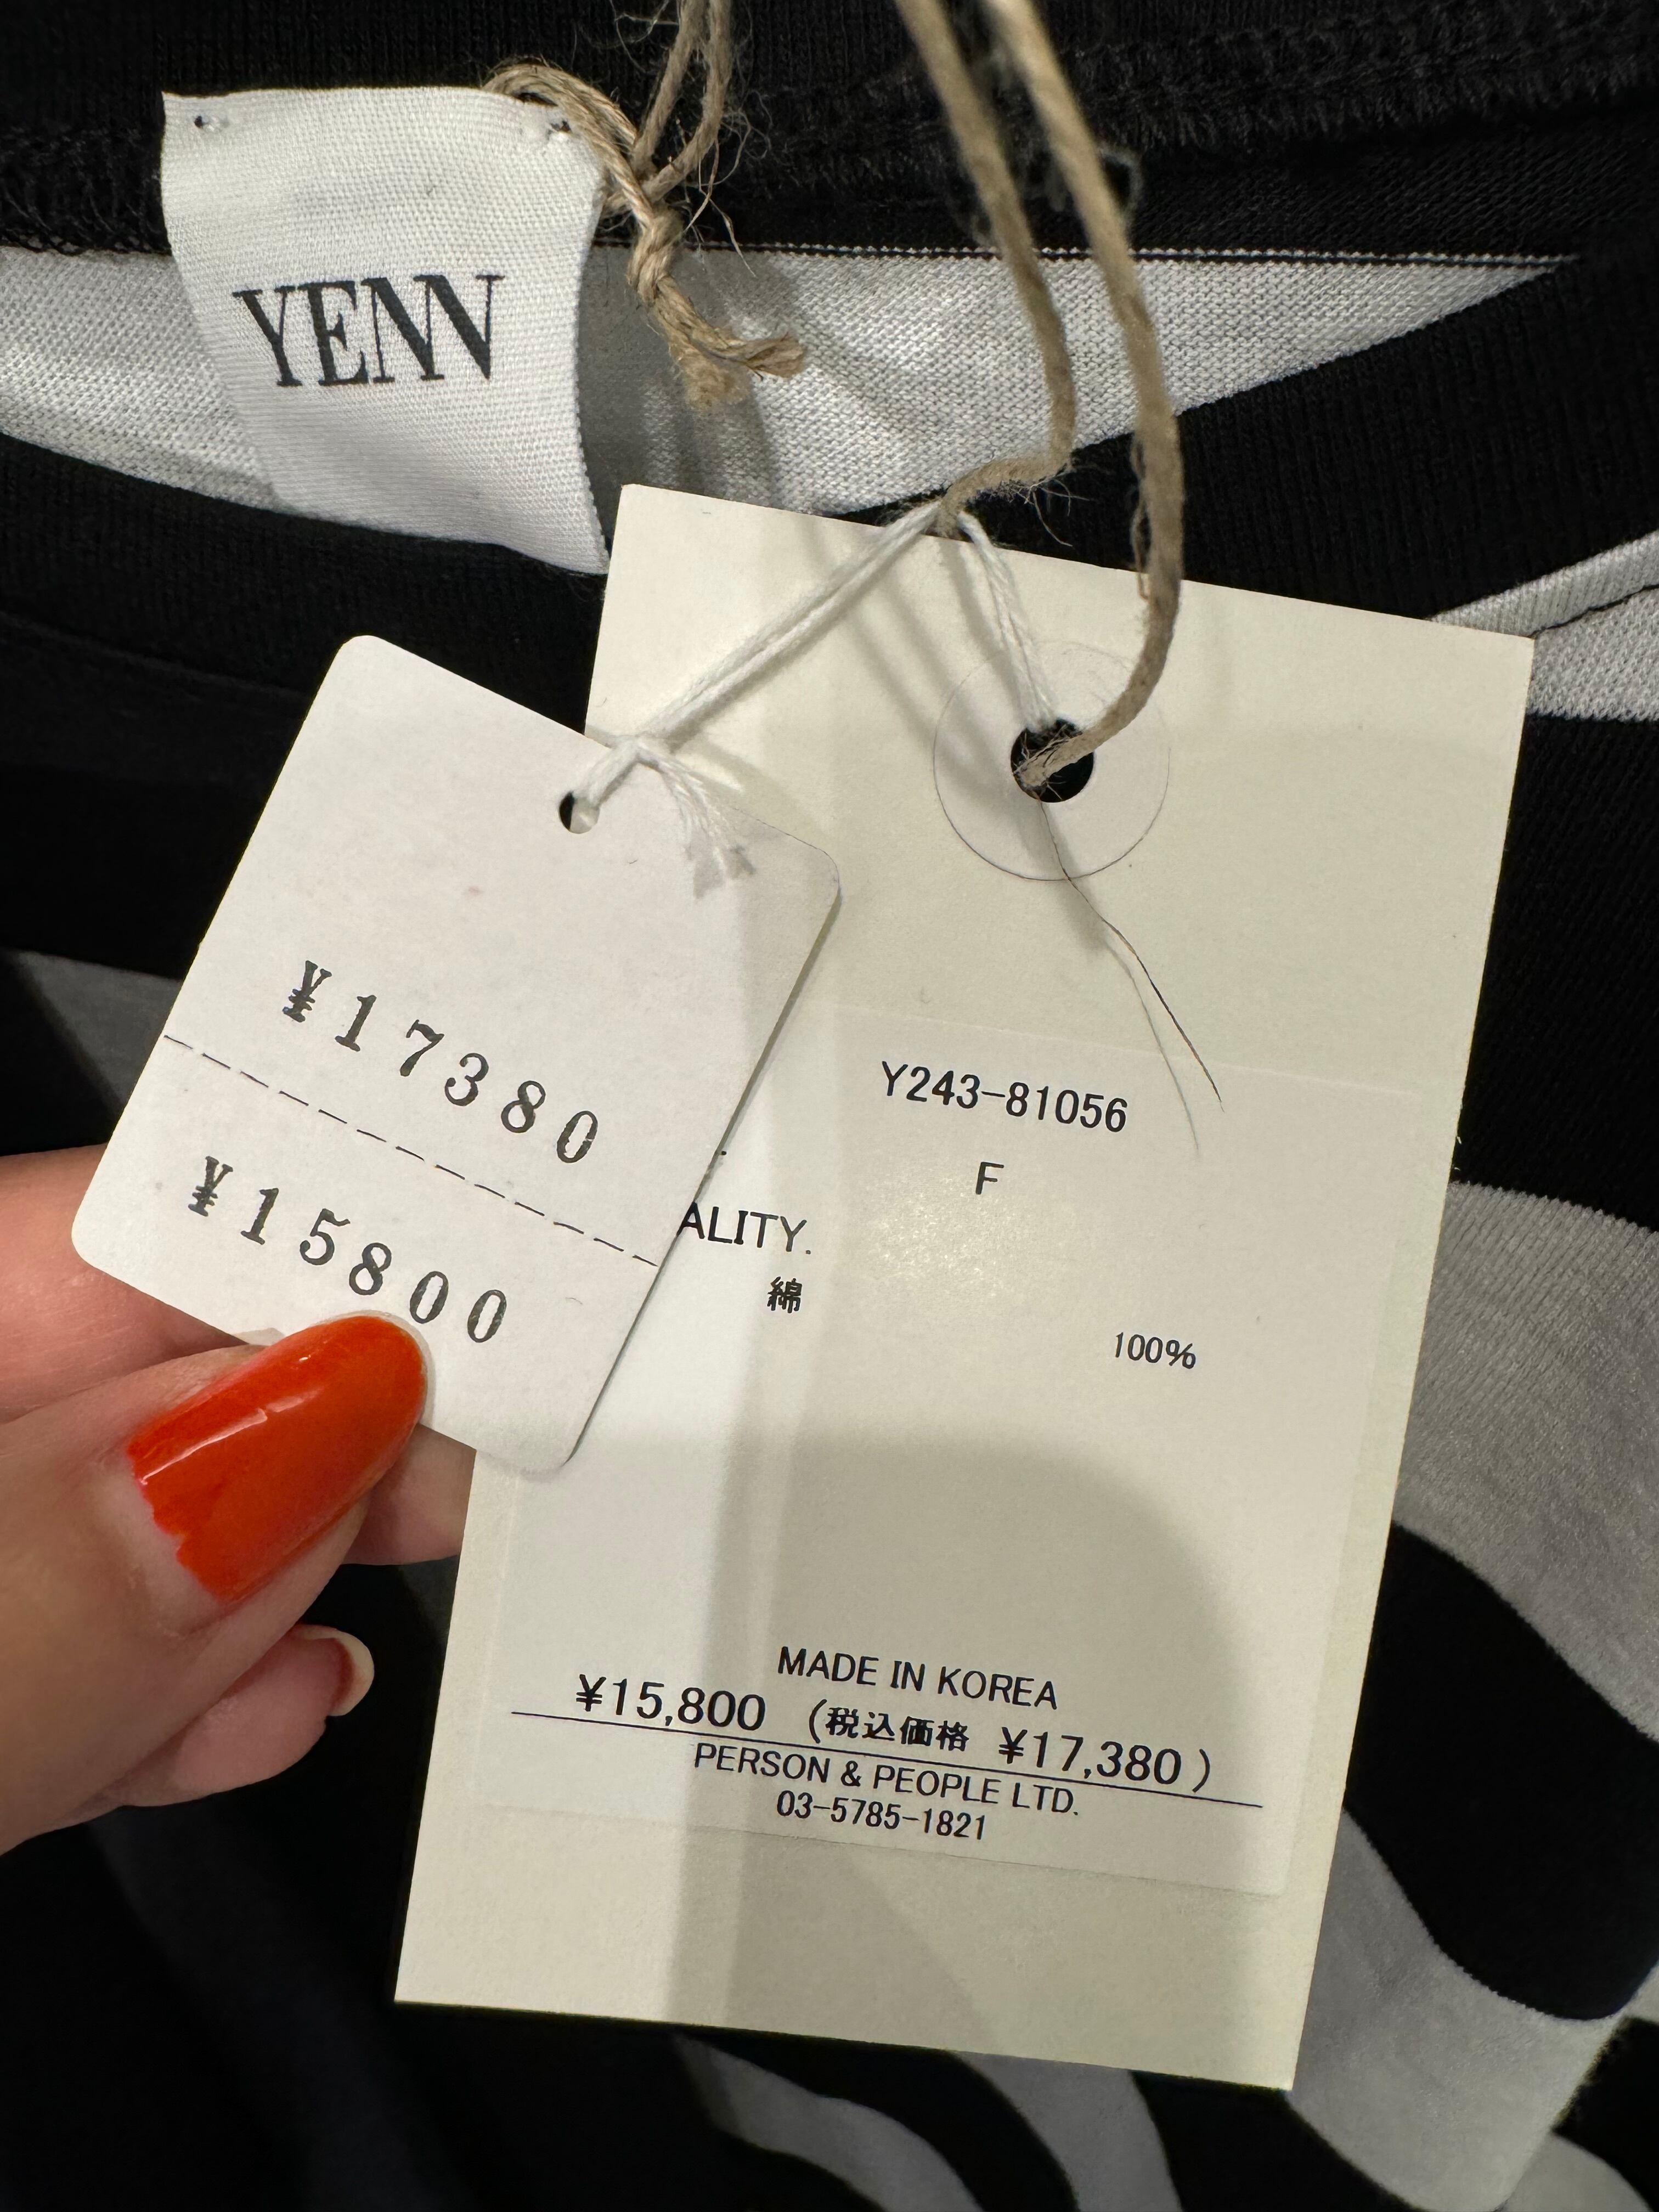 YENN
¥17380
¥15800
Y243-81056
F
ALITY.
綿
100%
MADE IN KOREA
¥15,800 (税込価格 ¥17,380)
PERSON & PEOPLE LTD.
03-5785-1821